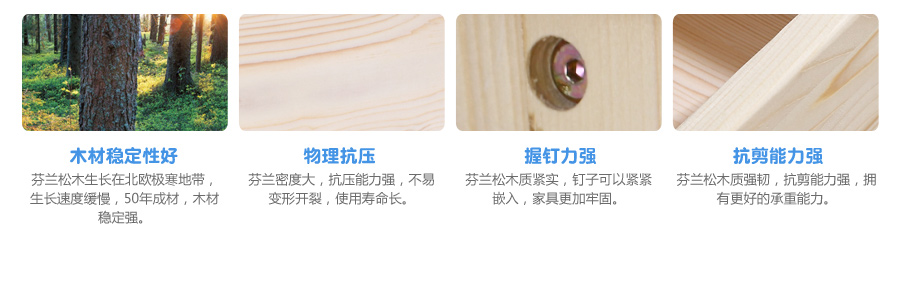 木材稳定性好
芬兰松木生长在北欧极寒地带，
生长速度缓慢，50年成材，木材
稳定强。
物理抗压
芬兰密度大，抗压能力强，不易
变形开裂，使用寿命长。
握钉力强
芬兰松木质紧实，钉子可以紧紧
嵌入，家具更加牢固。
抗剪能力强
芬兰松木质强韧，抗剪能力强，拥
有更好的承重能力。